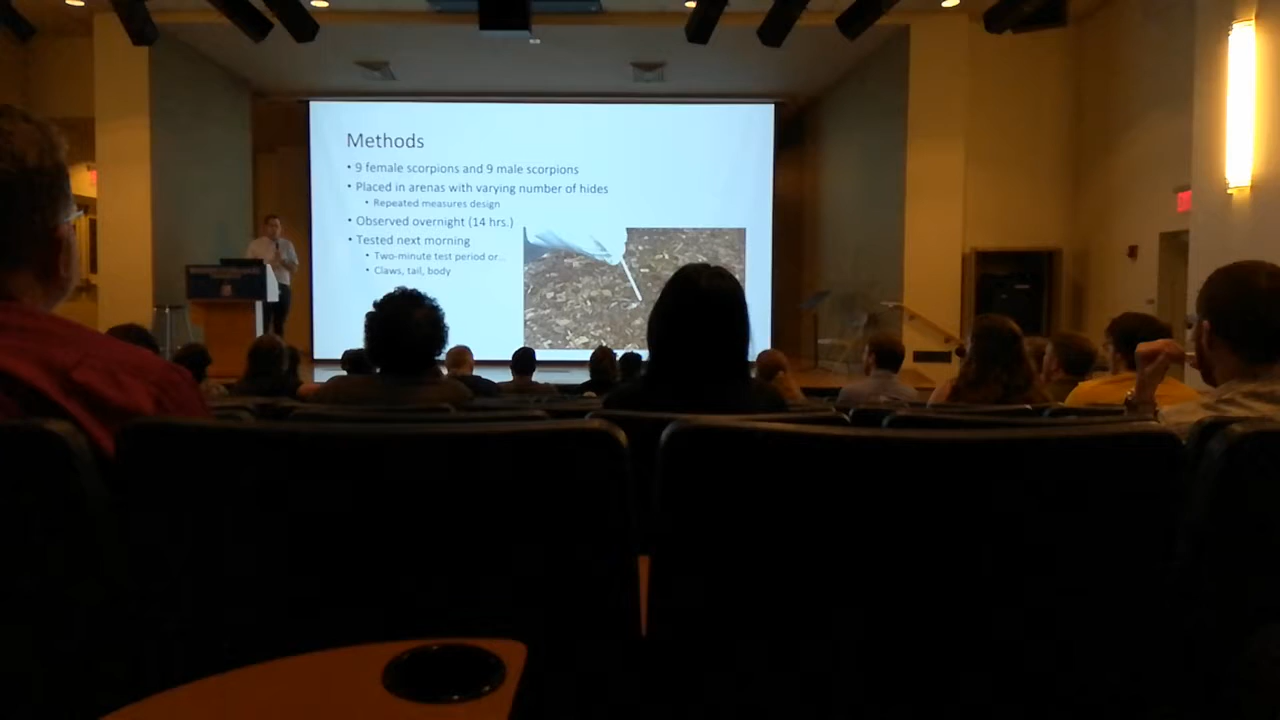 Methods
• 9 female scorpions and 9 male scorpions
• Placed in arenas with varying number of hides
• Repeated measures design
• Observed overnight (14 hrs.)
• Tested next morning
• Two-minute test period or...
• Claws, tail, body